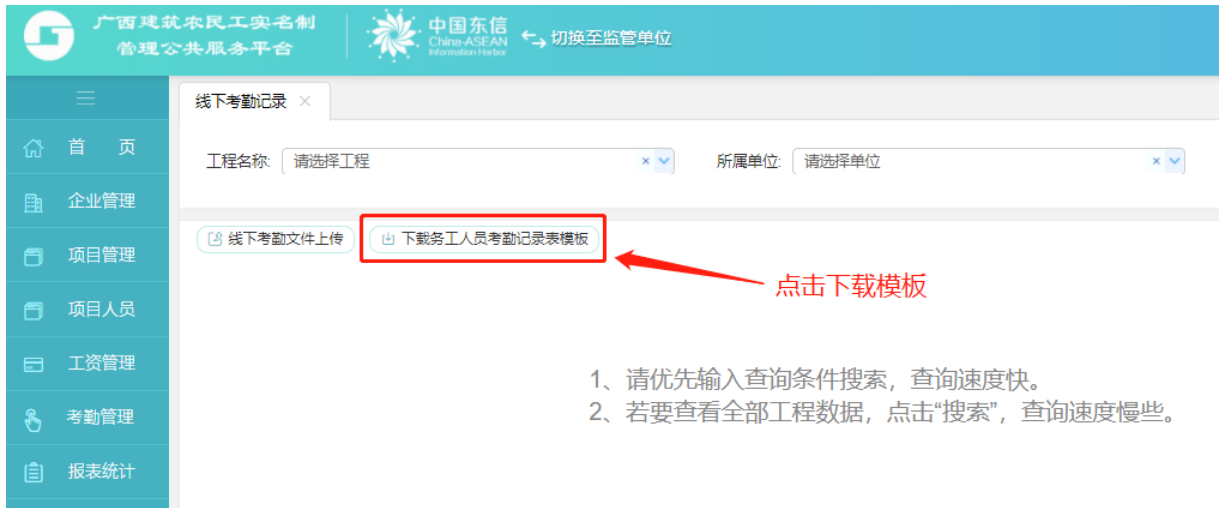 广西建筑农民工实名制
管理公共服务平台
中国东信
China-ASEAN
Information Harbor
切换至监管单位
线下考勤记录 ×
首 页
企业管理
项目管理
项目人员
工资管理
考勤管理
报表统计
工程名称: 请选择工程 ×
所属单位: 请选择单位 ×
线下考勤文件上传
下载务工人员考勤记录表模板
点击下载模板
1、请优先输入查询条件搜索，查询速度快。
2、若要查看全部工程数据，点击“搜索”，查询速度慢些。